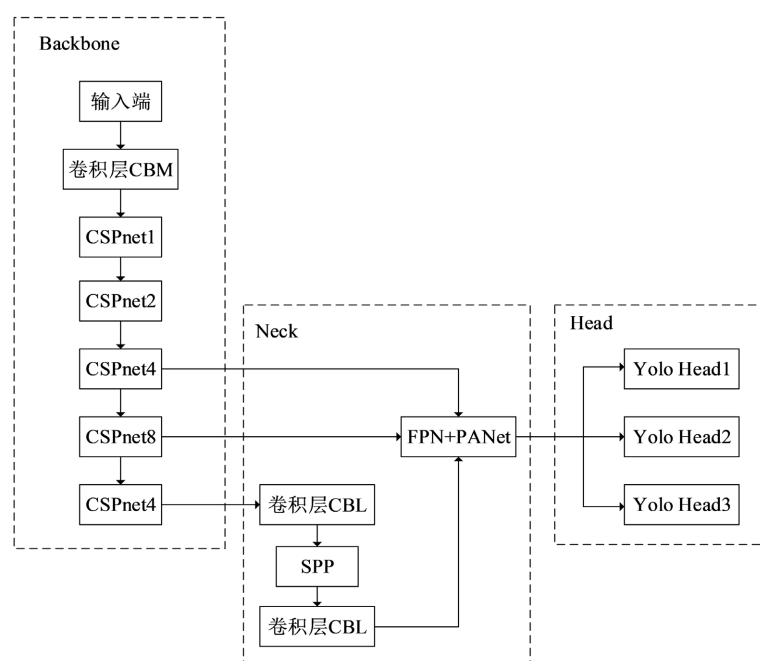 Backbone
输入端
卷积层CBM
CSPnet1
CSPnet2
CSPnet4
CSPnet8
CSPnet4
Neck
FPN+PANet
卷积层CBL
SPP
卷积层CBL
Head
Yolo Head1
Yolo Head2
Yolo Head3